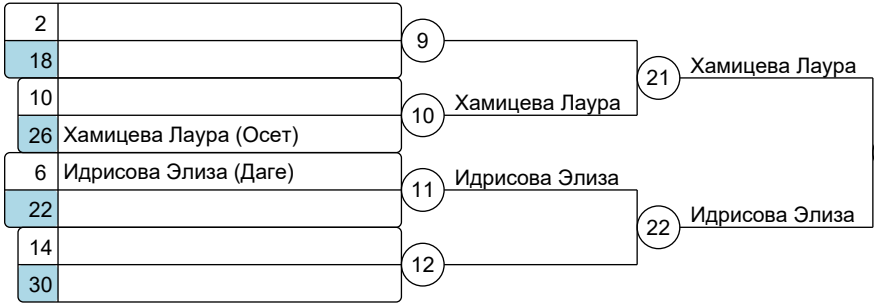 2
9
18
21 Хамицева Лаура
10
10 Хамицева Лаура
26 Хамицева Лаура (Осет)
6 Идрисова Элиза (Даге)
11 Идрисова Элиза
22
22 Идрисова Элиза
14
12
30